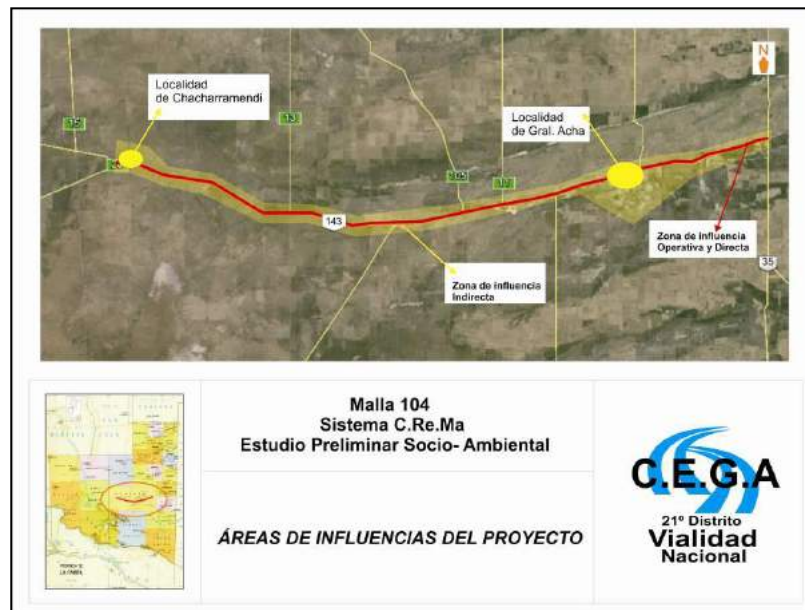 Localidad
de Chacharramendi
N
Localidad
de Gral. Acha
15
13
143
Zona de influencia
Operativa y Directa
Zona de influencia
Indirecta
35
Malla 104
Sistema C.Re.Ma
Estudio Preliminar Socio- Ambiental
ÁREAS DE INFLUENCIAS DEL PROYECTO
C.E.G.A
21º Distrito
Vialidad
Nacional